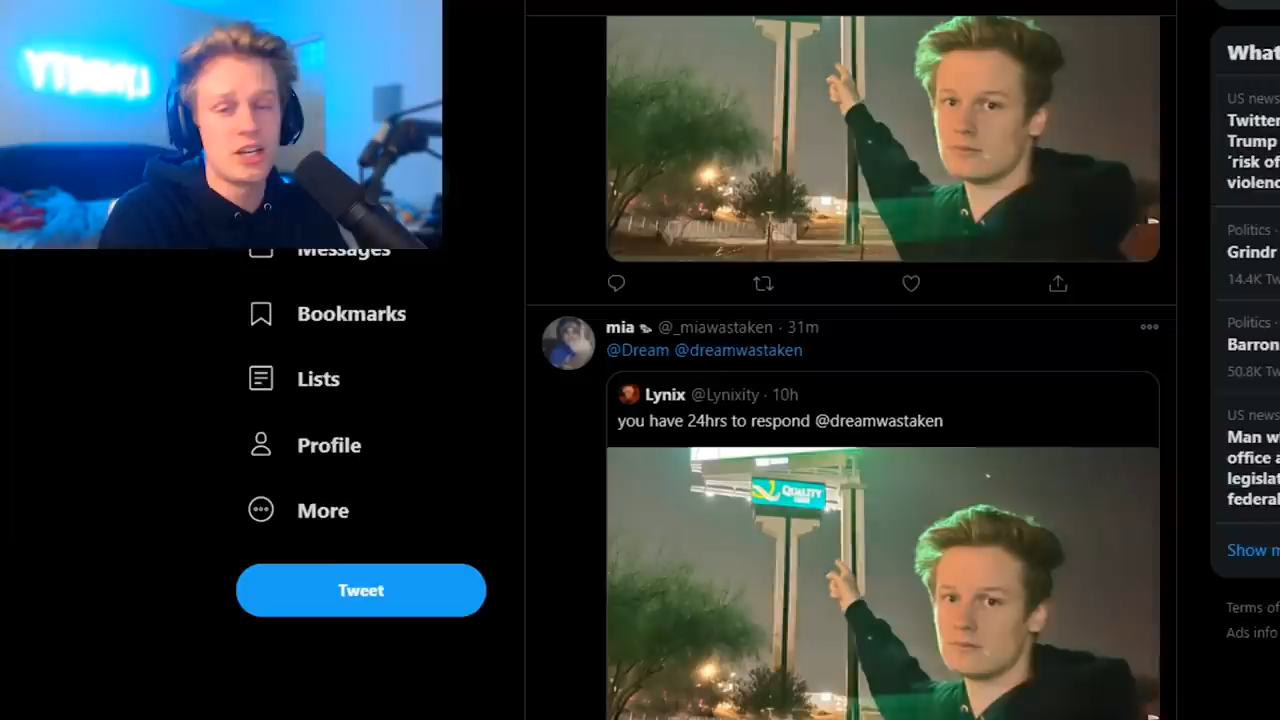 Messages
Bookmarks
Lists
Profile
More
Tweet
mia @_miawastaken · 31m
@Dream @dreamwastaken
Lynix @Lynixity · 10h
you have 24hrs to respond @dreamwastaken
QUALITY
What
US news
Twitter
Trump
'risk of
violenc
Politics ·
Grindr
14.4K Tw
Politics ·
Barron
50.8K Tw
US news
Man w
office a
legislat
federal
Show m
Terms of
Ads info